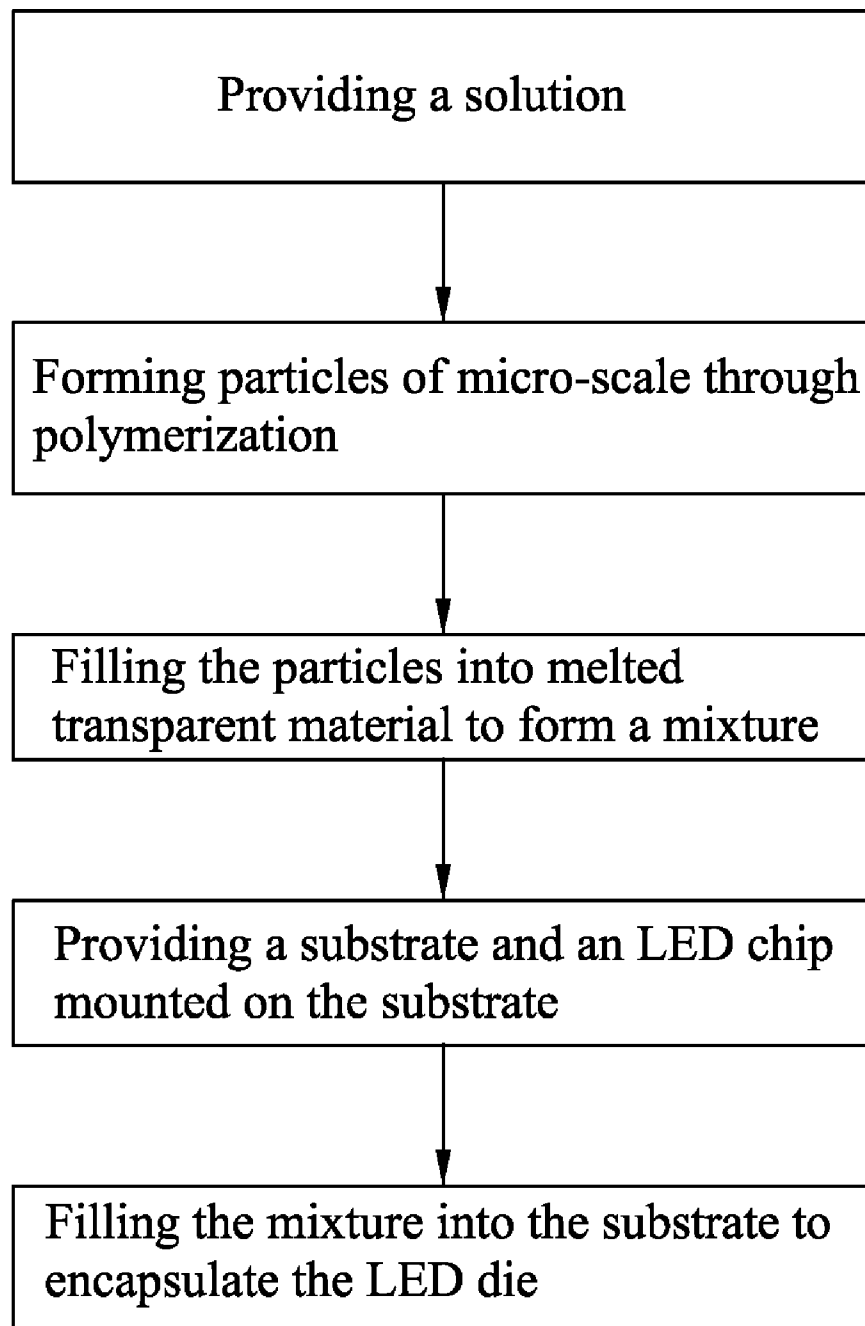 Providing a solution
Forming particles of micro-scale through
polymerization
Filling the particles into melted
transparent material to form a mixture
Providing a substrate and an LED chip
mounted on the substrate
Filling the mixture into the substrate to
encapsulate the LED die